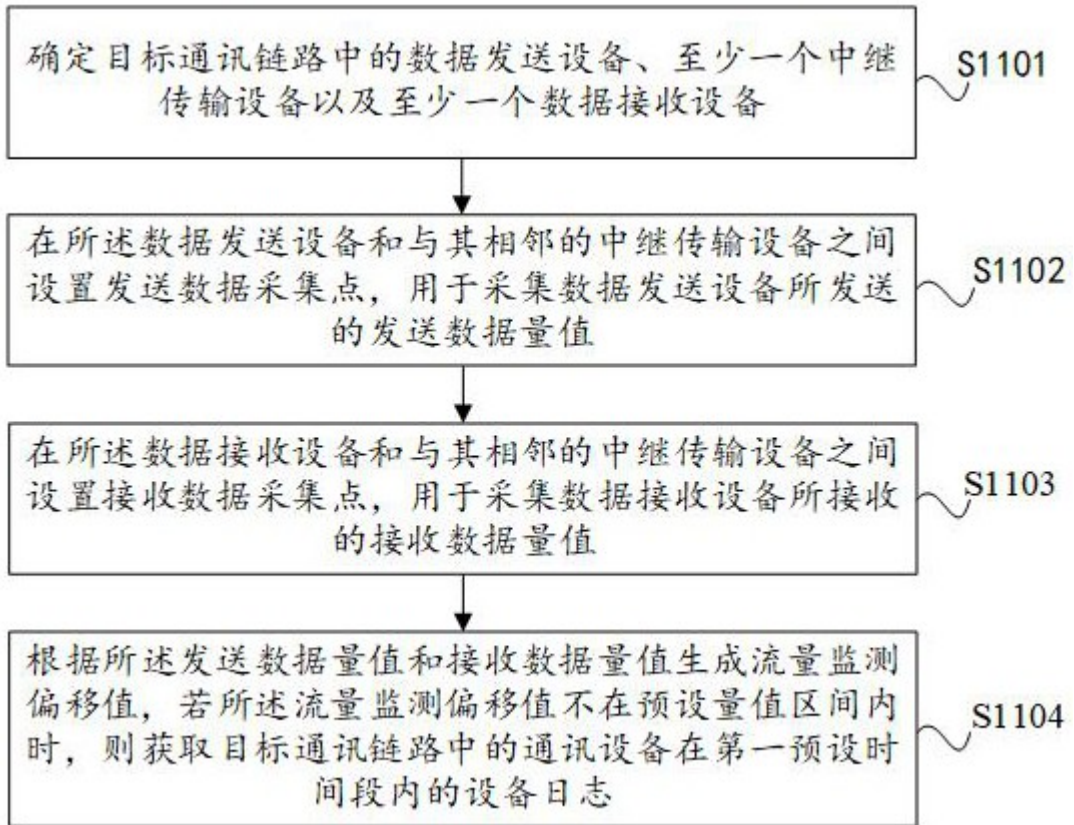 确定目标通讯链路中的数据发送设备、至少一个中继
传输设备以及至少一个数据接收设备
S1101
在所述数据发送设备和与其相邻的中继传输设备之间
设置发送数据采集点，用于采集数据发送设备所发送
的发送数据量值
S1102
在所述数据接收设备和与其相邻的中继传输设备之间
设置接收数据采集点，用于采集数据接收设备所接收
的接收数据量值
S1103
根据所述发送数据量值和接收数据量值生成流量监测
偏移值，若所述流量监测偏移值不在预设量值区间内
时，则获取目标通讯链路中的通讯设备在第一预设时
间段内的设备日志
S1104